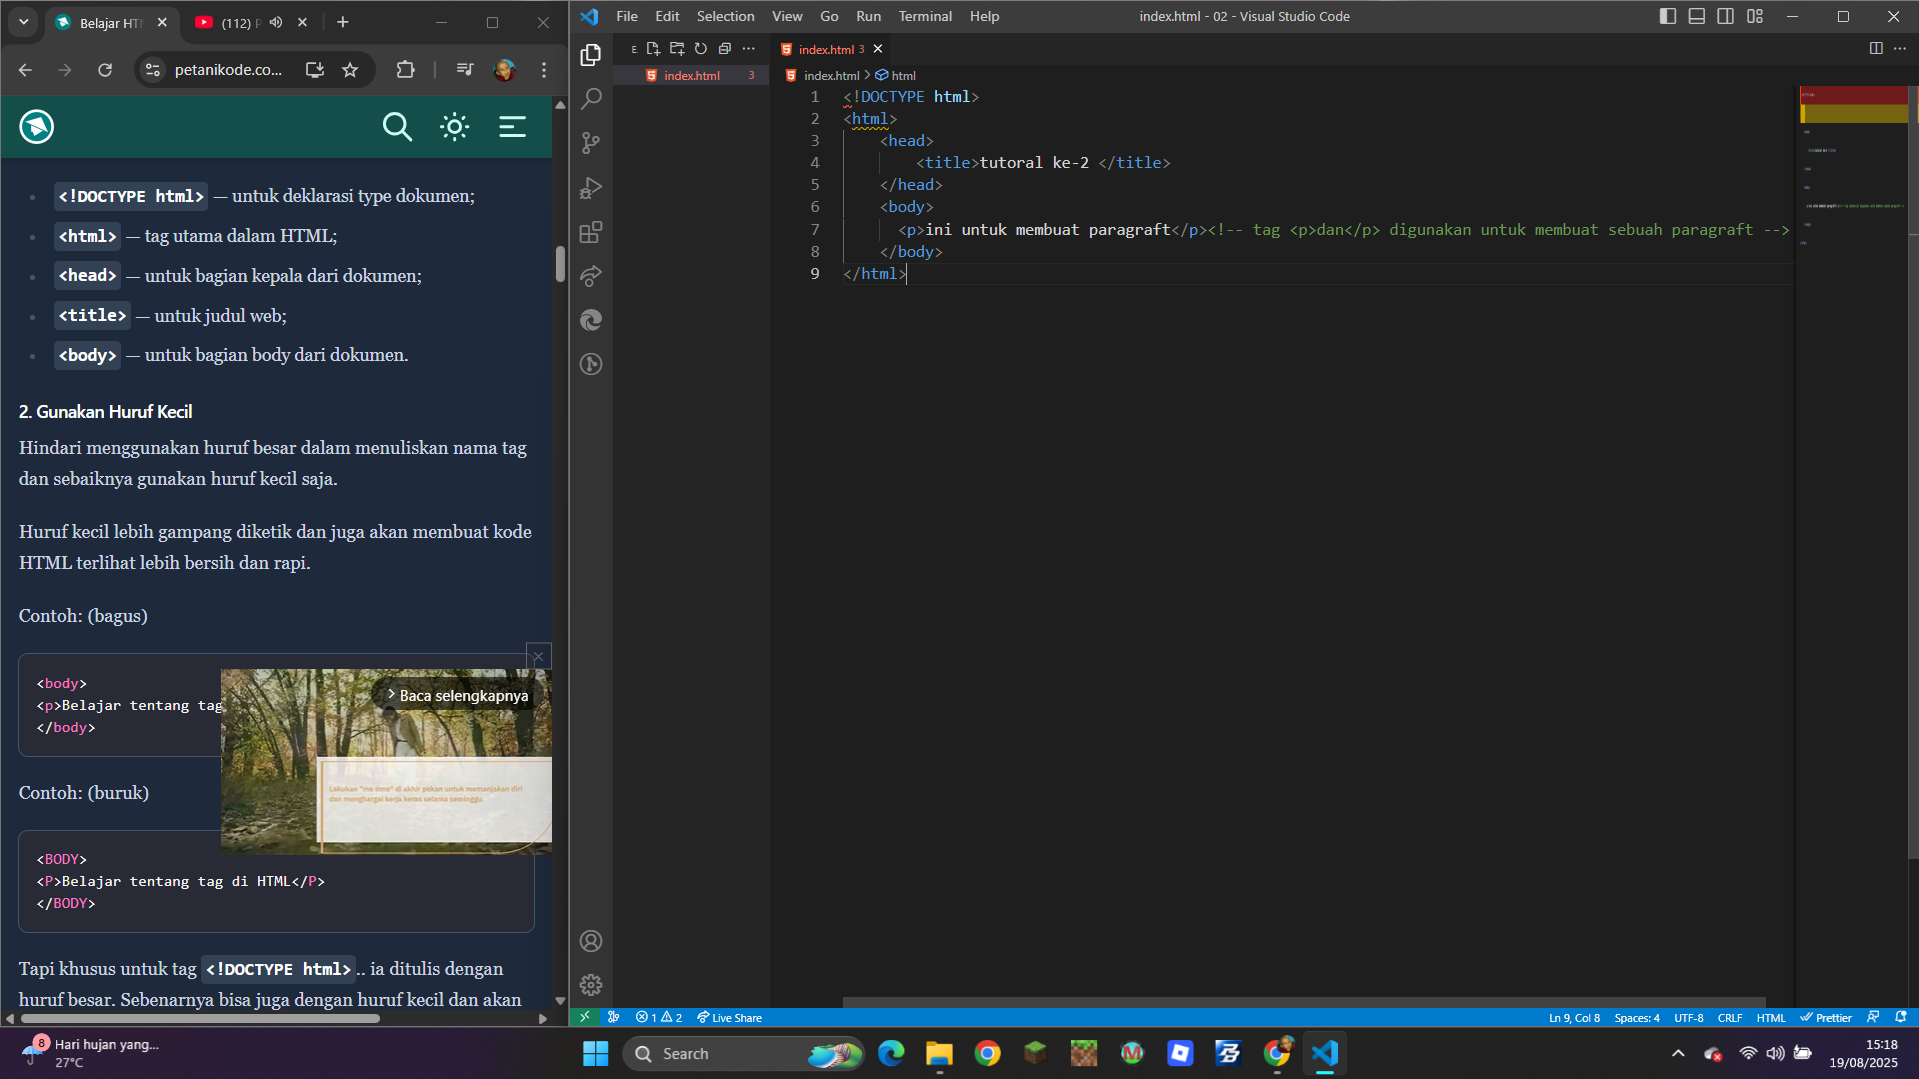 Belajar HT
(112) P
petanikode.co...
<!DOCTYPE html> — untuk deklarasi type dokumen;
<html> — tag utama dalam HTML;
<head> — untuk bagian kepala dari dokumen;
<title> — untuk judul web;
<body> — untuk bagian body dari dokumen.
2. Gunakan Huruf Kecil
Hindari menggunakan huruf besar dalam menuliskan nama tag
dan sebaiknya gunakan huruf kecil saja.
Huruf kecil lebih gampang diketik dan juga akan membuat kode
HTML terlihat lebih bersih dan rapi.
Contoh: (bagus)
<body>
<p>Belajar tentang tag
</body>
Baca selengkapnya
Lakukan "me time" di akhir pekan untuk memanjakan diri
dan menghargai kerja keras selama seminggu.
Contoh: (buruk)
<BODY>
<P>Belajar tentang tag di HTML</P>
</BODY>
Tapi khusus untuk tag <!DOCTYPE html>.. ia ditulis dengan
huruf besar. Sebenarnya bisa juga dengan huruf kecil dan akan
File Edit Selection View Go Run Terminal Help
index.html - 02 - Visual Studio Code
E.
index.html 3
index.html 3
index.html > html
1 <!DOCTYPE html>
2 <html>
3 <head>
4 <title>tutoral ke-2 </title>
5 </head>
6 <body>
7 <p>ini untuk membuat paragraft</p><!-- tag <p>dan</p> digunakan untuk membuat sebuah paragraft -->
8 </body>
9 </html>
1 2 Live Share
Ln 9, Col 8 Spaces: 4 UTF-8 CRLF HTML Prettier
8
Hari hujan yang...
27°C
Search
15:18
19/08/2025